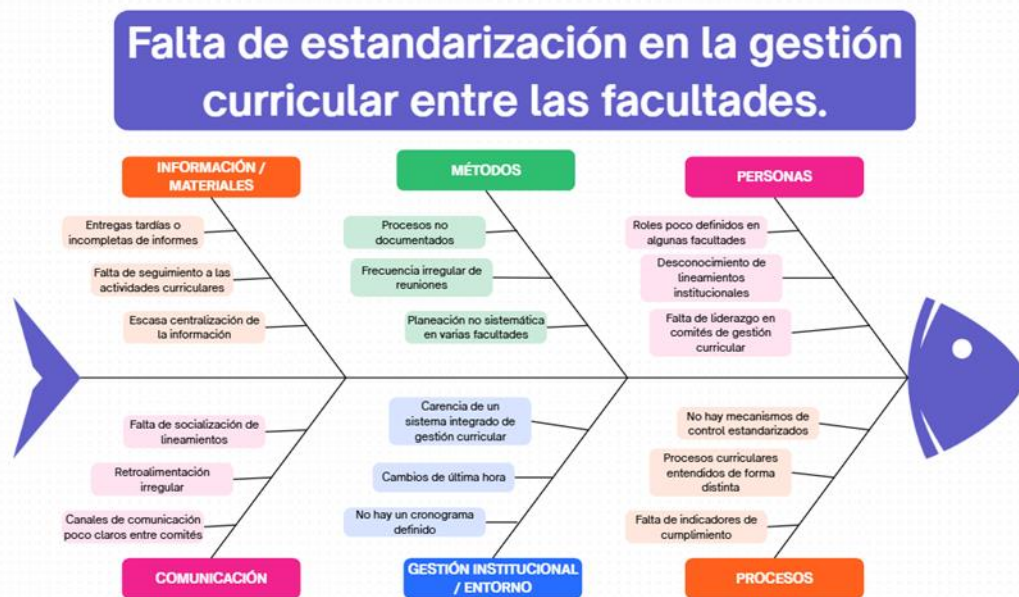 Falta de estandarización en la gestión
curricular entre las facultades.
INFORMACIÓN /
MATERIALES
Entregas tardías o
incompletas de informes
Falta de seguimiento a las
actividades curriculares
Escasa centralización de
la información
MÉTODOS
Procesos no
documentados
Frecuencia irregular de
reuniones
Planeación no sistemática
en varias facultades
PERSONAS
Roles poco definidos en
algunas facultades
Desconocimiento de
lineamientos
institucionales
Falta de liderazgo en
comités de gestión
curricular
Falta de socialización de
lineamientos
Retroalimentación
irregular
Canales de comunicación
poco claros entre comités
COMUNICACIÓN
Carencia de un
sistema integrado de
gestión curricular
Cambios de última hora
No hay un cronograma
definido
GESTIÓN INSTITUCIONAL
/ ENTORNO
No hay mecanismos de
control estandarizados
Procesos curriculares
entendidos de forma
distinta
Falta de indicadores de
cumplimiento
PROCESOS